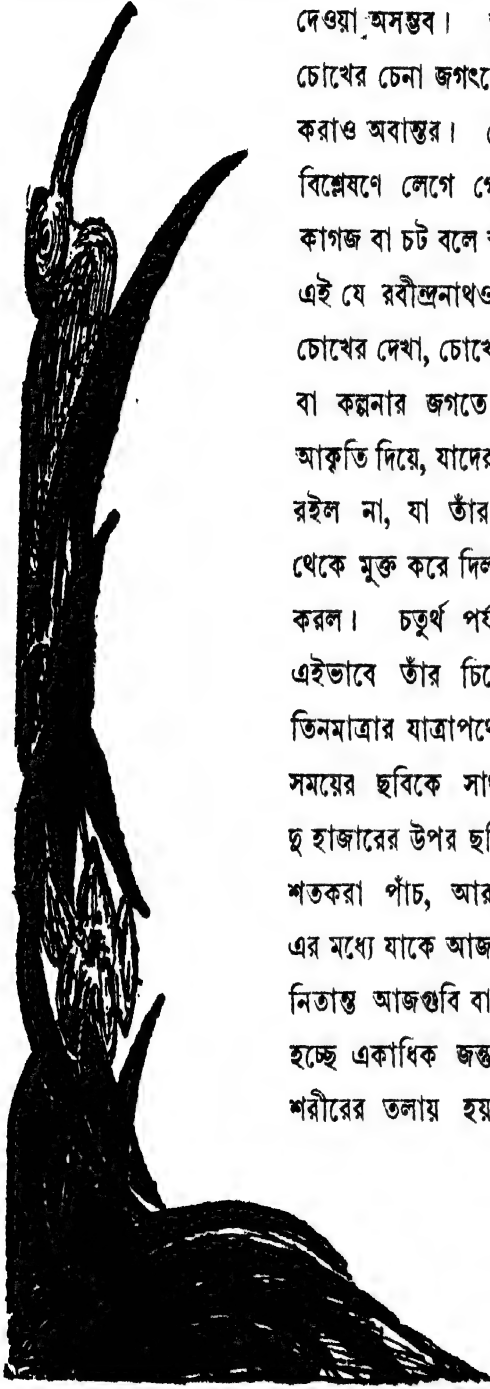 দেওয়া অসম্ভব।
চোখের চেনা জগৎ
করাও অবান্তর।
বিশ্লেষণে লেগে
কাগজ বা চট বলে
এই যে রবীন্দ্রনাথও
চোখের দেখা,
বা কল্পনার জগতে
আকৃতি দিয়ে, যাদের
রইল না, যা তাঁর
থেকে মুক্ত করে দিল
করল। চতুর্থ
এইভাবে তাঁর
তিনমাত্রার
সময়ের ছবিকে
দু হাজারের উপর
শতকরা পাঁচ, আর
এর মধ্যে যাকে আজ
নিতান্ত আজগুবি বা
হচ্ছে একাধিক জন্তু
শরীরের তলায় হয়